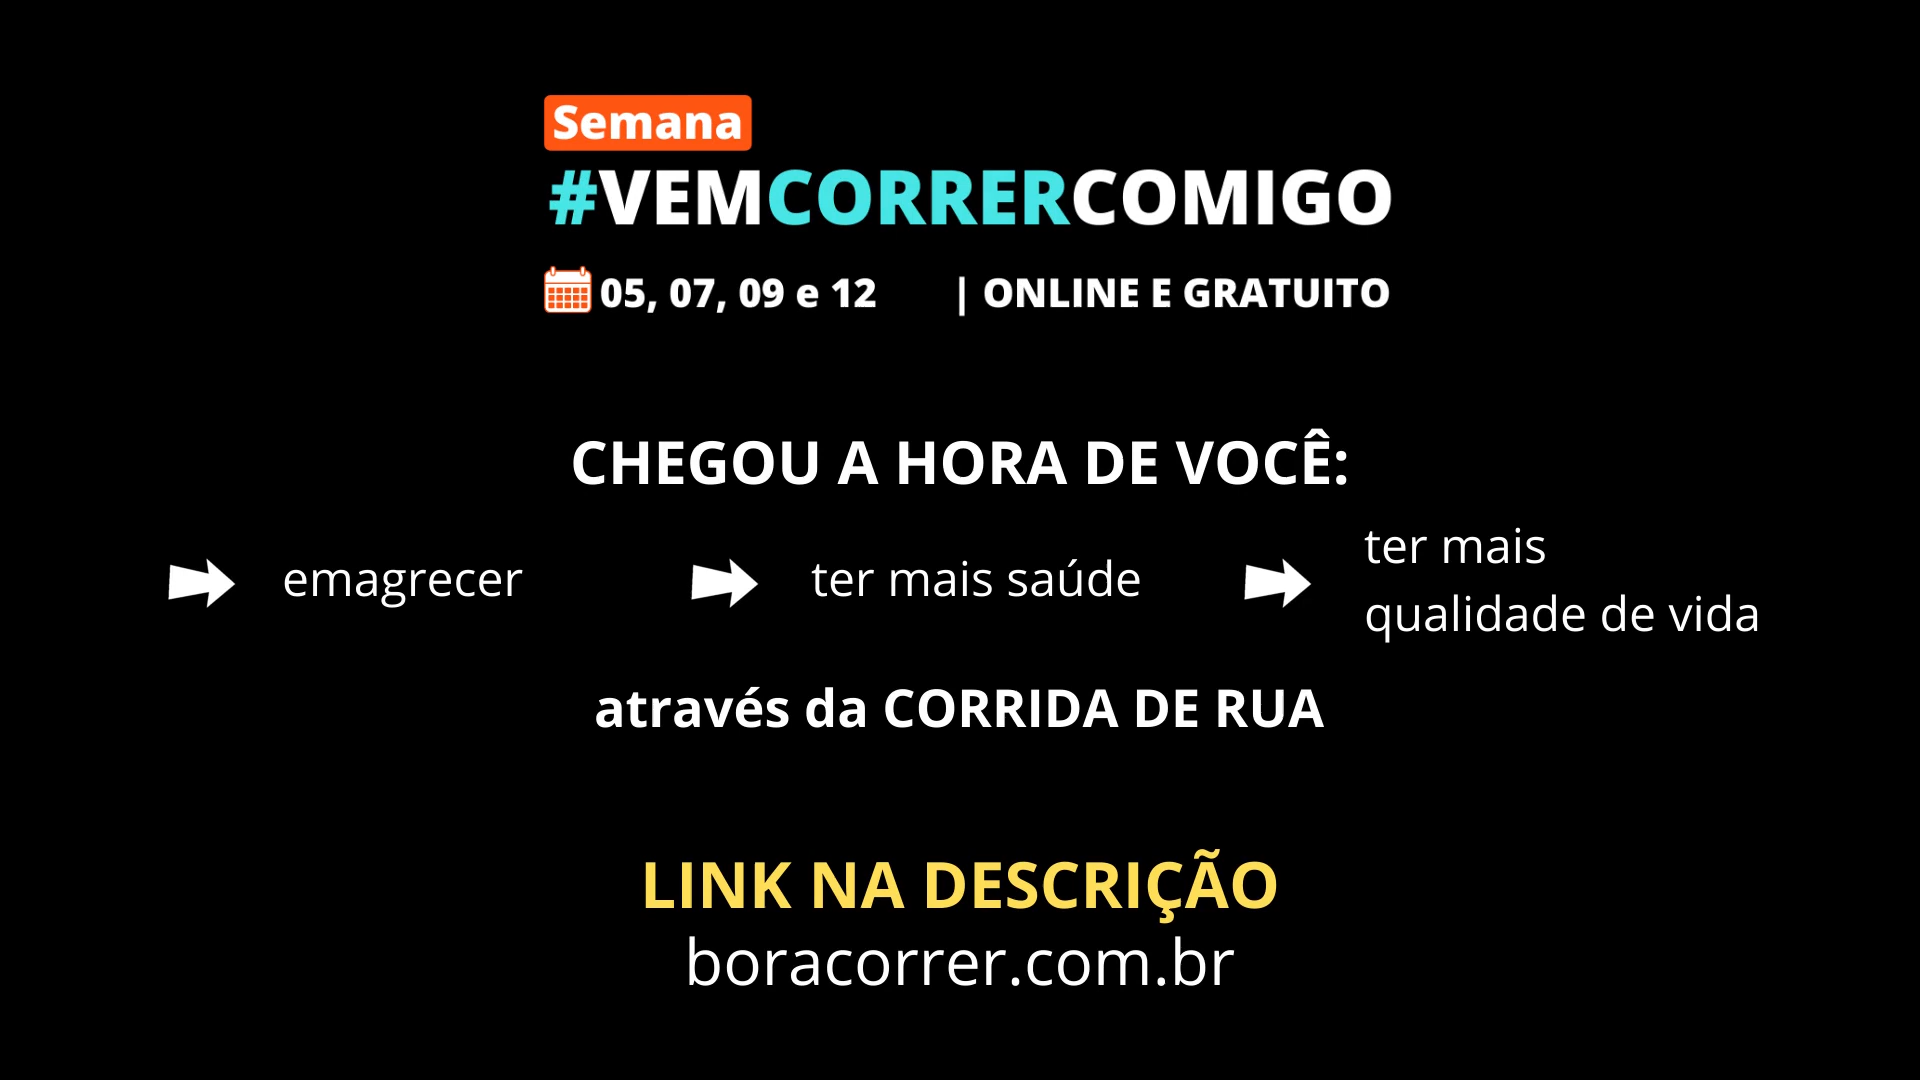 Semana
#VEMCORRERCOMIGO
05, 07, 09 e 12 | ONLINE E GRATUITO
CHEGOU A HORA DE VOCÊ:
emagrecer
ter mais saúde
ter mais
qualidade de vida
através da CORRIDA DE RUA
LINK NA DESCRIÇÃO
boracorrer.com.br